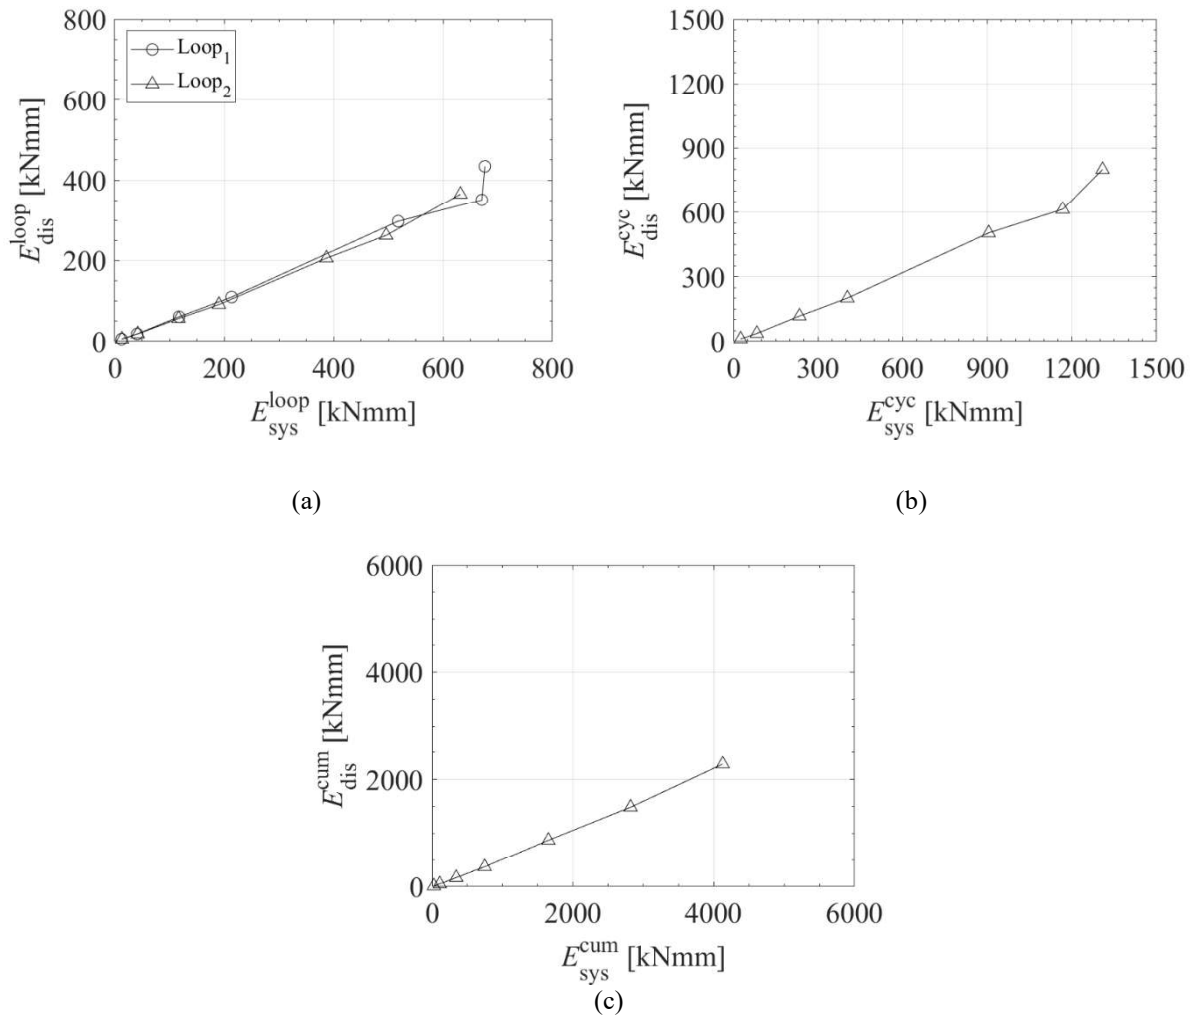 800
600
400
200
0
E_dis^loop [kNmm]
Loop_1
Loop_2
0 200 400 600 800
E_sys^loop [kNmm]
(a)
1500
1200
900
600
300
0
E_dis^cyc [kNmm]
0 300 600 900 1200 1500
E_sys^cyc [kNmm]
(b)
6000
4000
2000
0
E_dis^cum [kNmm]
0 2000 4000 6000
E_sys^cum [kNmm]
(c)